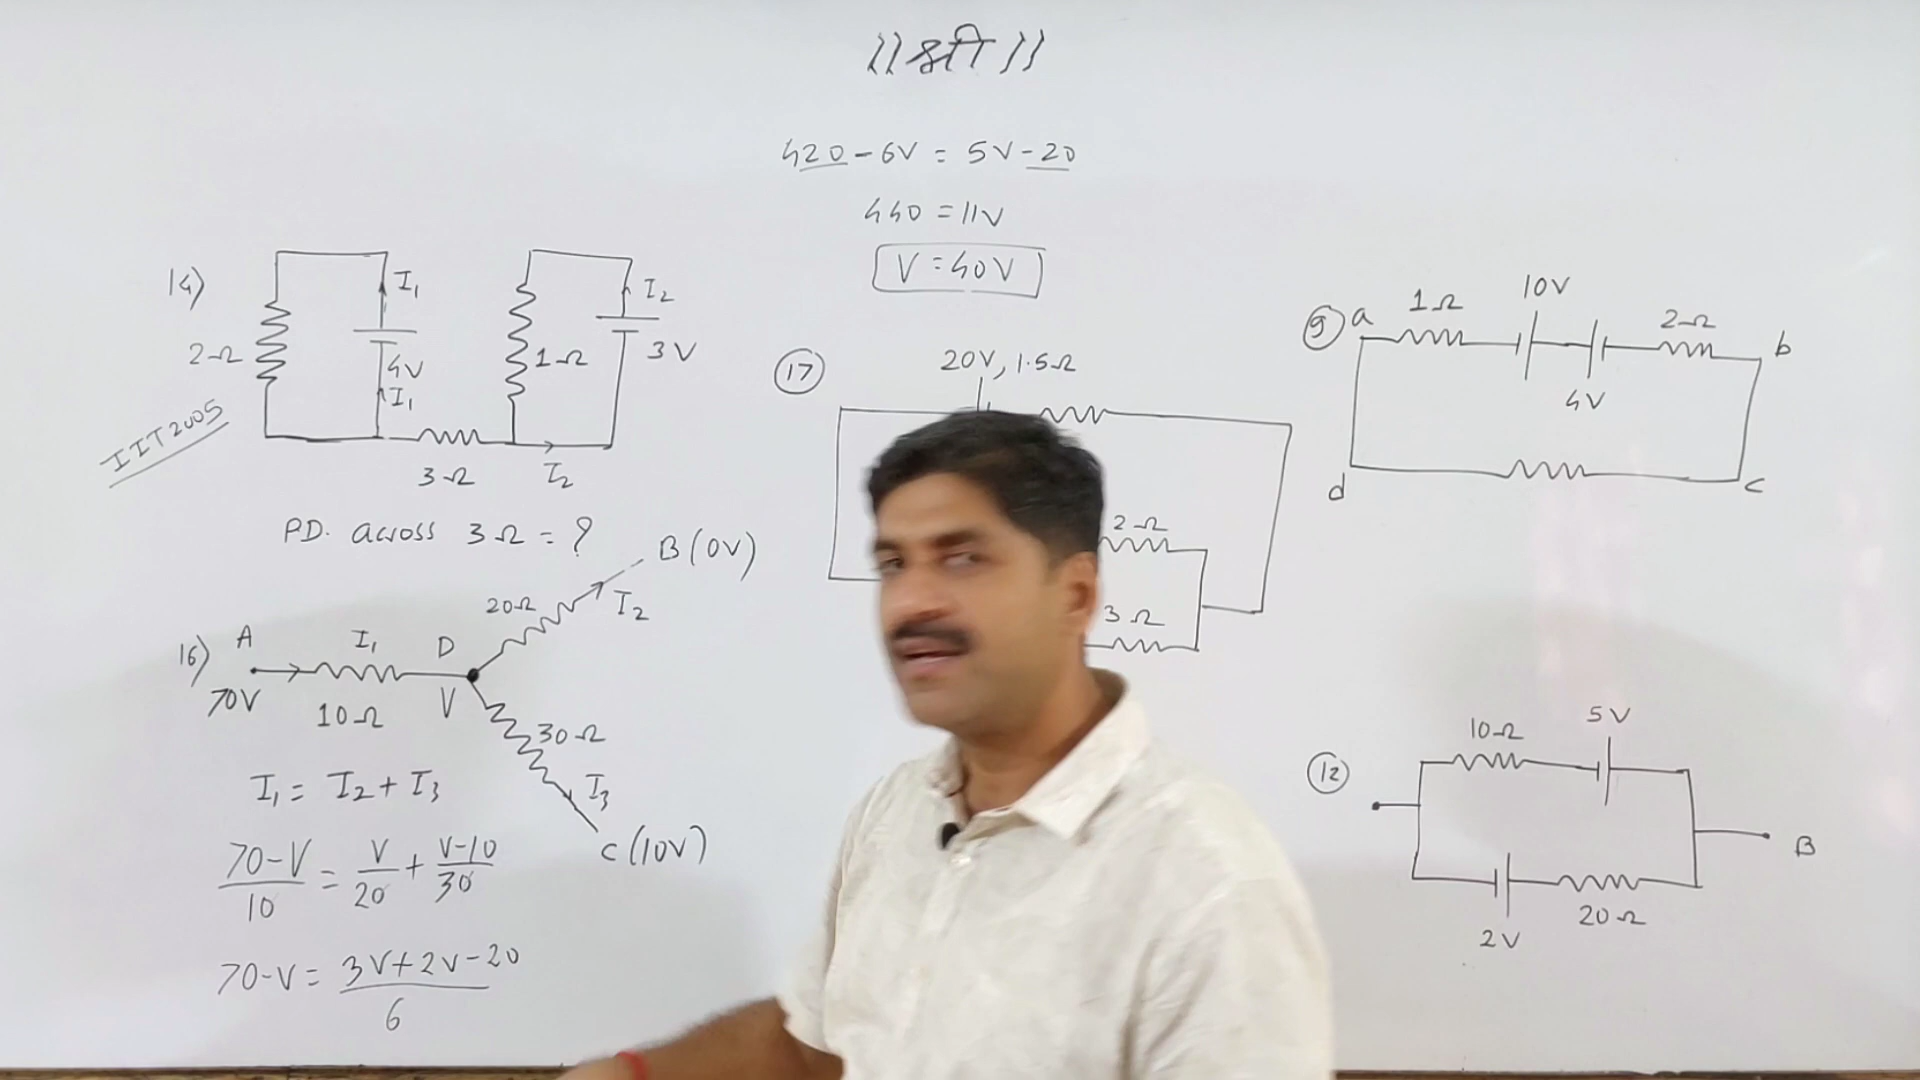 ॥ श्री ॥
420-6V = 5V-20
440 = 11V
V = 40V
14)
I₁
2Ω
4V
I₁
1Ω
I₂
3V
3Ω
I₂
IIT 2005
P.D. across 3Ω = ?
16)
A
70V
I₁
10Ω
D
V
20Ω
I₂
B (0V)
30Ω
I₃
C (10V)
I₁ = I₂ + I₃
70-V/10 = V/20 + V-10/30
70-V = 3V+2V-20/6
17
20V, 1.5Ω
2Ω
3Ω
9
a
1Ω
10V
4V
2Ω
b
d
c
12
10Ω
5V
B
2V
20Ω